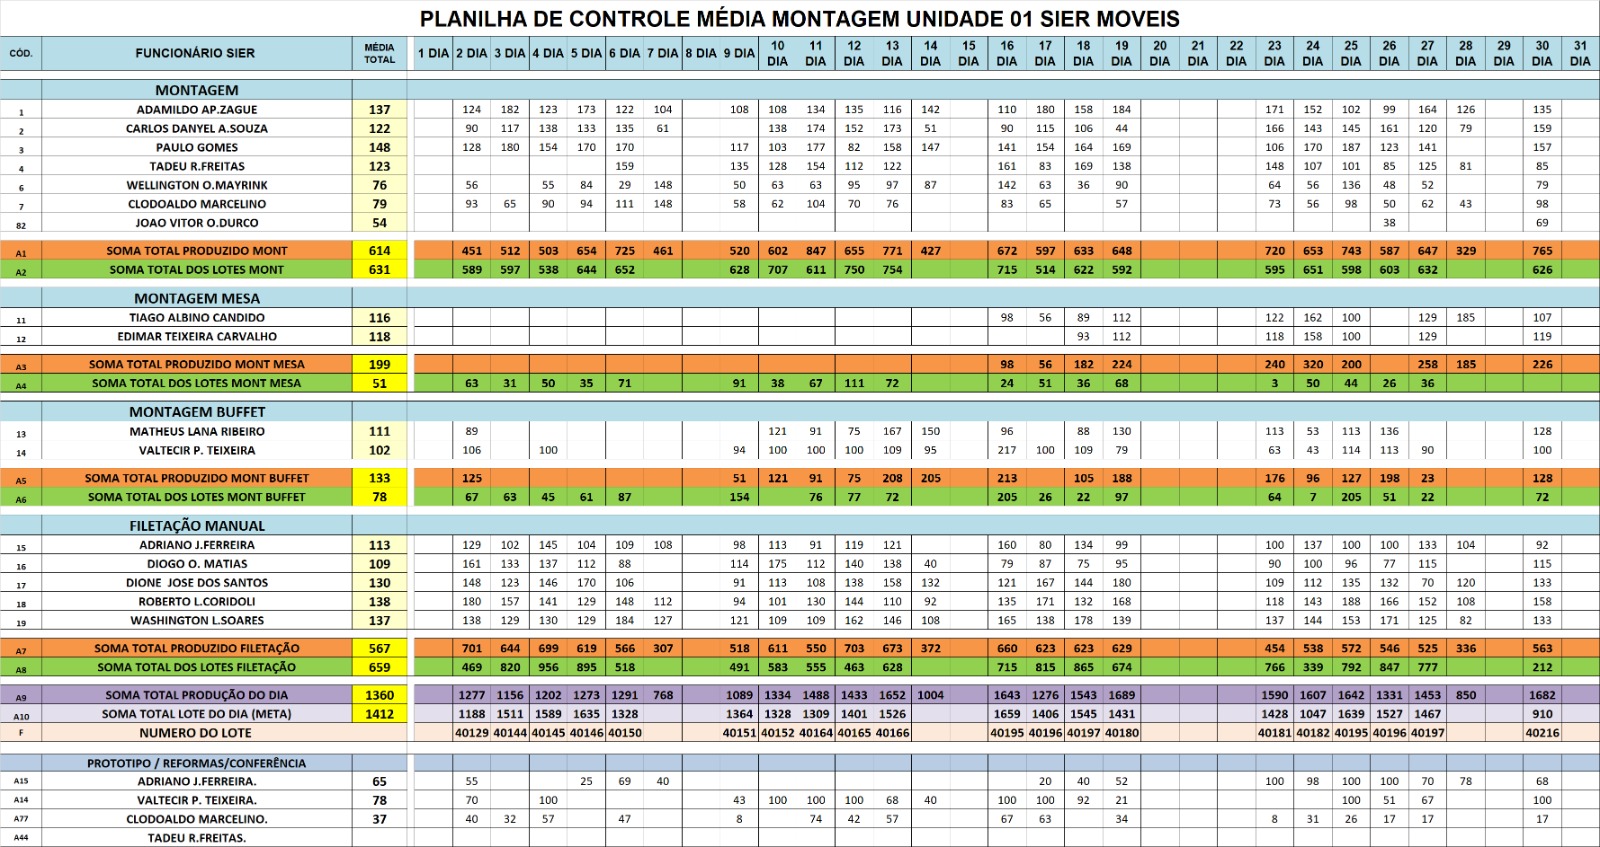 PLANILHA DE CONTROLE MÉDIA MONTAGEM UNIDADE 01 SIER MOVEIS
CÓD. FUNCIONÁRIO SIER MÉDIA TOTAL 1 DIA 2 DIA 3 DIA 4 DIA 5 DIA 6 DIA 7 DIA 8 DIA 9 DIA 10 DIA 11 DIA 12 DIA 13 DIA 14 DIA 15 DIA 16 DIA 17 DIA 18 DIA 19 DIA 20 DIA 21 DIA 22 DIA 23 DIA 24 DIA 25 DIA 26 DIA 27 DIA 28 DIA 29 DIA 30 DIA 31 DIA
MONTAGEM
1 ADAMILDO AP.ZAGUE 137 124 182 123 173 122 104 108 108 134 135 116 142 110 180 158 184 171 152 102 99 164 126 135
2 CARLOS DANYEL A.SOUZA 122 90 117 138 133 135 61 138 174 152 173 51 90 115 106 44 166 143 145 161 120 79 159
3 PAULO GOMES 148 128 180 154 170 170 117 103 177 82 158 147 141 154 164 169 106 170 187 123 141 157
4 TADEU R.FREITAS 123 159 135 128 154 112 122 161 83 169 138 148 107 101 85 125 81 85
6 WELLINGTON O.MAYRINK 76 56 55 84 29 148 50 63 63 95 97 87 142 63 36 90 64 56 136 48 52 79
7 CLODOALDO MARCELINO 79 93 65 90 94 111 148 58 62 104 70 76 83 65 57 73 56 98 50 62 43 98
82 JOAO VITOR O.DURCO 54 38 69
A1 SOMA TOTAL PRODUZIDO MONT 614 451 512 503 654 725 461 520 602 847 655 771 427 672 597 633 648 720 653 743 587 647 329 765
A2 SOMA TOTAL DOS LOTES MONT 631 589 597 538 644 652 628 707 611 750 754 715 514 622 592 595 651 598 603 632 626
MONTAGEM MESA
11 TIAGO ALBINO CANDIDO 116 98 56 89 112 122 162 100 129 185 107
12 EDIMAR TEIXEIRA CARVALHO 118 93 112 118 158 100 129 119
A3 SOMA TOTAL PRODUZIDO MONT MESA 199 98 56 182 224 240 320 200 258 185 226
A4 SOMA TOTAL DOS LOTES MONT MESA 51 63 31 50 35 71 91 38 67 111 72 24 51 36 68 3 50 44 26 36
MONTAGEM BUFFET
13 MATHEUS LANA RIBEIRO 111 89 121 91 75 167 150 96 88 130 113 53 113 136 128
14 VALTECIR P. TEIXEIRA 102 106 100 94 100 100 100 109 95 217 100 109 79 63 43 114 113 90 100
A5 SOMA TOTAL PRODUZIDO MONT BUFFET 133 125 51 121 91 75 208 205 213 105 188 176 96 127 198 23 128
A6 SOMA TOTAL DOS LOTES MONT BUFFET 78 67 63 45 61 87 154 76 77 72 205 26 22 97 64 7 205 51 22 72
FILETAÇÃO MANUAL
15 ADRIANO J.FERREIRA 113 129 102 145 104 109 108 98 113 91 119 121 160 80 134 99 100 137 100 100 133 104 92
16 DIOGO O. MATIAS 109 161 133 137 112 88 114 175 112 140 138 40 79 87 75 95 90 100 96 77 115 115
17 DIONE JOSE DOS SANTOS 130 148 123 146 170 106 91 113 108 138 158 132 121 167 144 180 109 112 135 132 70 120 133
18 ROBERTO L.CORIDOLI 138 180 157 141 129 148 112 94 101 130 144 110 92 135 171 132 168 118 143 188 166 152 108 158
19 WASHINGTON L.SOARES 137 138 129 130 129 184 127 121 109 109 162 146 108 165 138 178 139 137 144 153 171 125 82 133
A7 SOMA TOTAL PRODUZIDO FILETAÇÃO 567 701 644 699 619 566 307 518 611 550 703 673 372 660 623 623 629 454 538 572 546 525 336 563
A8 SOMA TOTAL DOS LOTES FILETAÇÃO 659 469 820 956 895 518 491 583 555 463 628 715 815 865 674 766 339 792 847 777 212
A9 SOMA TOTAL PRODUÇÃO DO DIA 1360 1277 1156 1202 1273 1291 768 1089 1334 1488 1433 1652 1004 1643 1276 1543 1689 1590 1607 1642 1331 1453 850 1682
A10 SOMA TOTAL LOTE DO DIA (META) 1412 1188 1511 1589 1635 1328 1364 1328 1309 1401 1526 1659 1406 1545 1431 1428 1047 1639 1527 1467 910
F NUMERO DO LOTE 40129 40144 40145 40146 40150 40151 40152 40164 40165 40166 40195 40196 40197 40180 40181 40182 40195 40196 40197 40216
PROTOTIPO / REFORMAS/CONFERÊNCIA
A15 ADRIANO J.FERREIRA. 65 55 25 69 40 20 40 52 100 98 100 100 70 78 68
A14 VALTECIR P. TEIXEIRA. 78 70 100 43 100 100 100 68 40 100 100 92 21 100 51 67 100
A77 CLODOALDO MARCELINO. 37 40 32 57 47 8 74 42 57 67 63 34 8 31 26 17 17 17
A44 TADEU R.FREITAS.